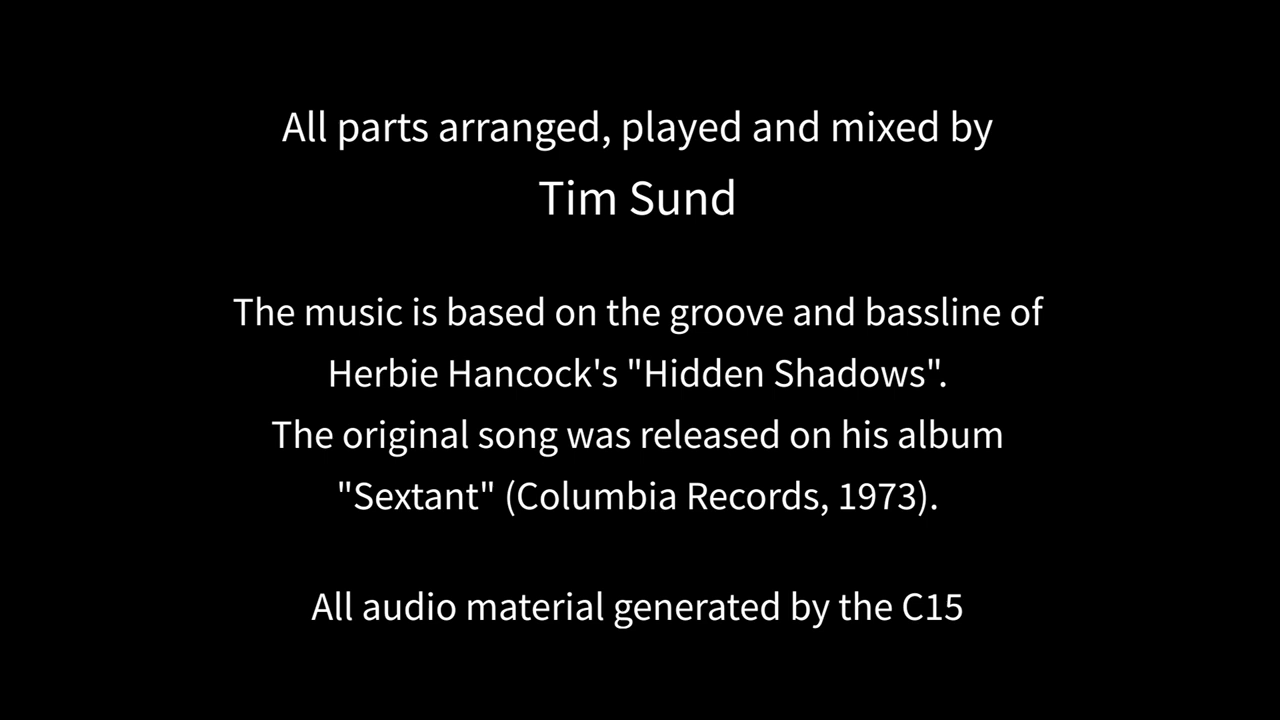 All parts arranged, played and mixed by
Tim Sund
The music is based on the groove and bassline of
Herbie Hancock's "Hidden Shadows".
The original song was released on his album
"Sextant" (Columbia Records, 1973).
All audio material generated by the C15